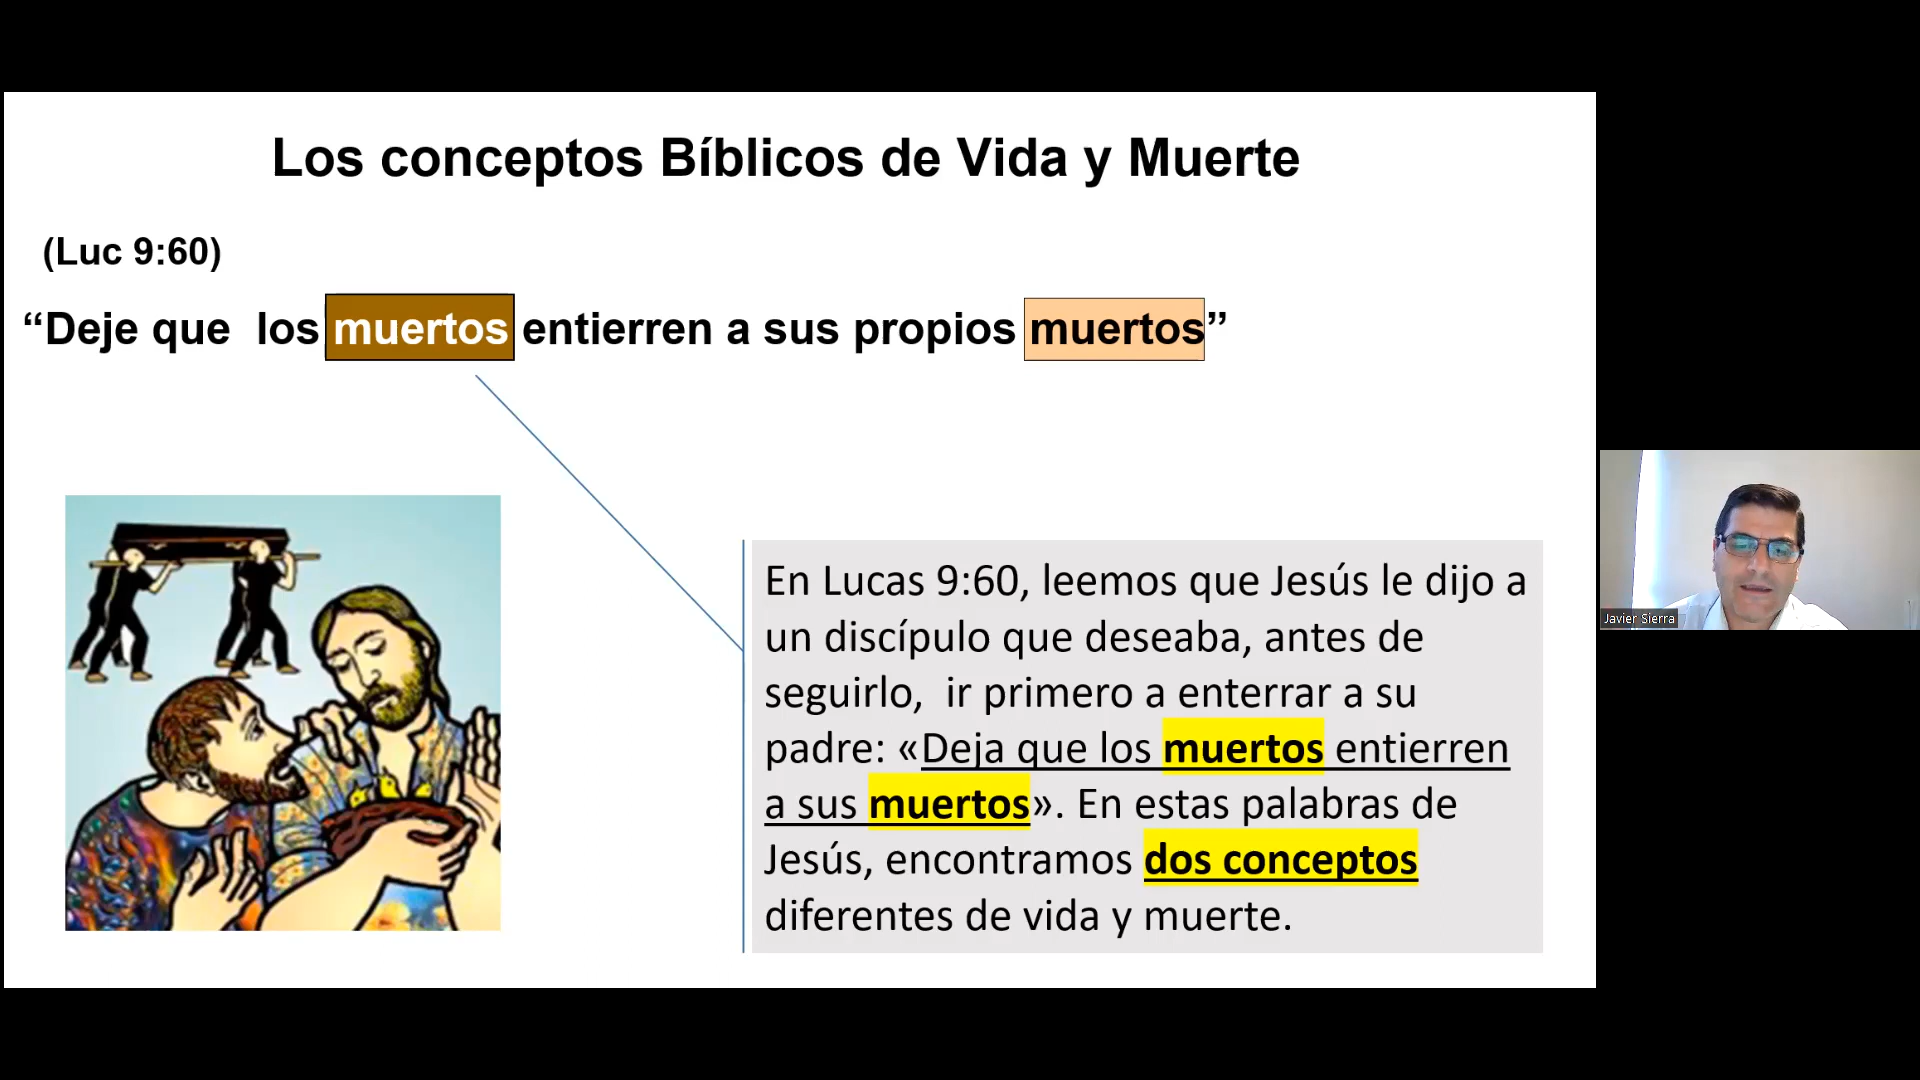 Los conceptos Bíblicos de Vida y Muerte
(Luc 9:60)
“Deje que los muertos entierren a sus propios muertos”
En Lucas 9:60, leemos que Jesús le dijo a
un discípulo que deseaba, antes de
seguirlo, ir primero a enterrar a su
padre: «Deja que los muertos entierren
a sus muertos». En estas palabras de
Jesús, encontramos dos conceptos
diferentes de vida y muerte.
Javier Sierra